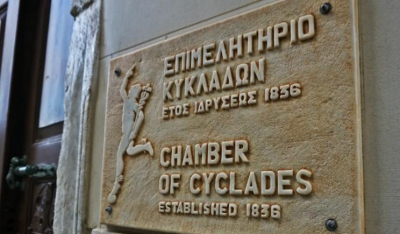 ΕΠΙΜΕΛΗΤΗΡΙΟ
ΚΥΚΛΑΔΩΝ
ΕΤΟΣ ΙΔΡΥΣΕΩΣ 1836
CHAMBER
OF CYCLADES
ESTABLISHED 1836